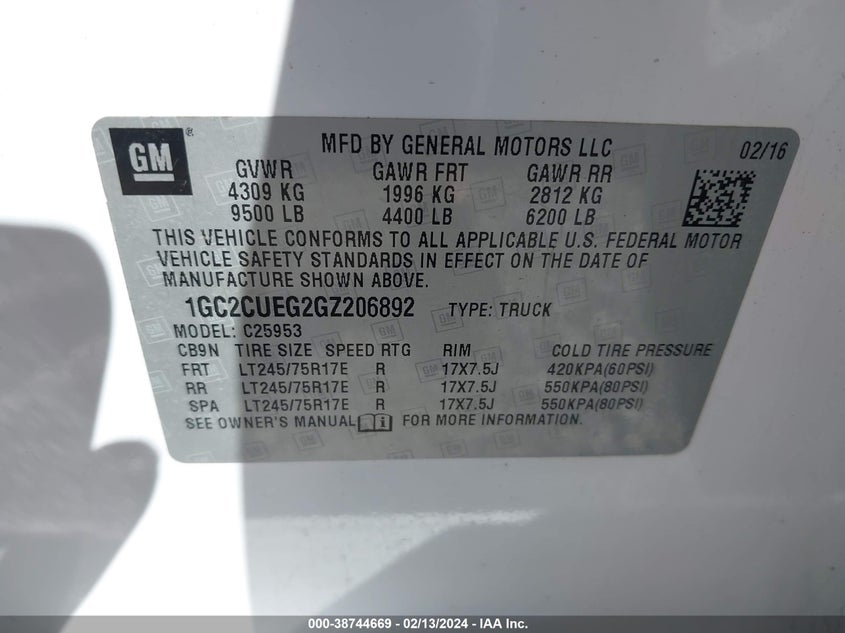 GM®
MFD BY GENERAL MOTORS LLC 02/16
GVWR GAWR FRT GAWR RR
4309 KG 1996 KG 2812 KG
9500 LB 4400 LB 6200 LB
THIS VEHICLE CONFORMS TO ALL APPLICABLE U.S. FEDERAL MOTOR
VEHICLE SAFETY STANDARDS IN EFFECT ON THE DATE OF
MANUFACTURE SHOWN ABOVE.
1GC2CUEG2GZ206892 TYPE: TRUCK
MODEL: C25953
CB9N TIRE SIZE SPEED RTG RIM COLD TIRE PRESSURE
FRT LT245/75R17E R 17X7.5J 420KPA(60PSI)
RR LT245/75R17E R 17X7.5J 550KPA(80PSI)
SPA LT245/75R17E R 17X7.5J 550KPA(80PSI)
SEE OWNER'S MANUAL i FOR MORE INFORMATION.
000-38744669 - 02/13/2024 - IAA Inc.